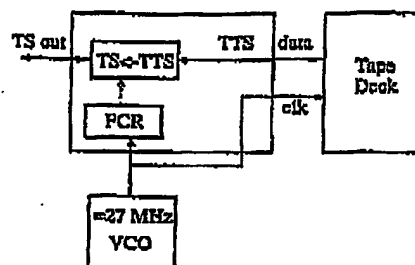 TS out
TS<-TTS
TTS
data
Tape
Deck
PCR
clk
=27 MHz
VCO